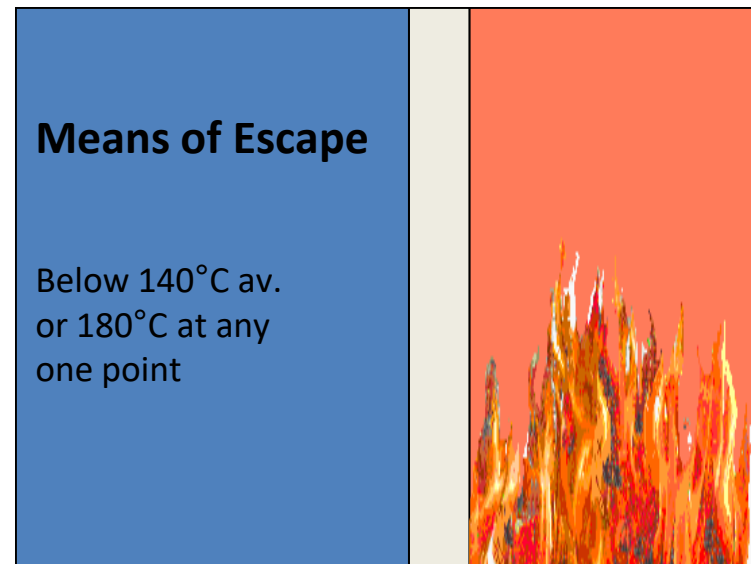 Means of Escape
Below 140°C av.
or 180°C at any
one point